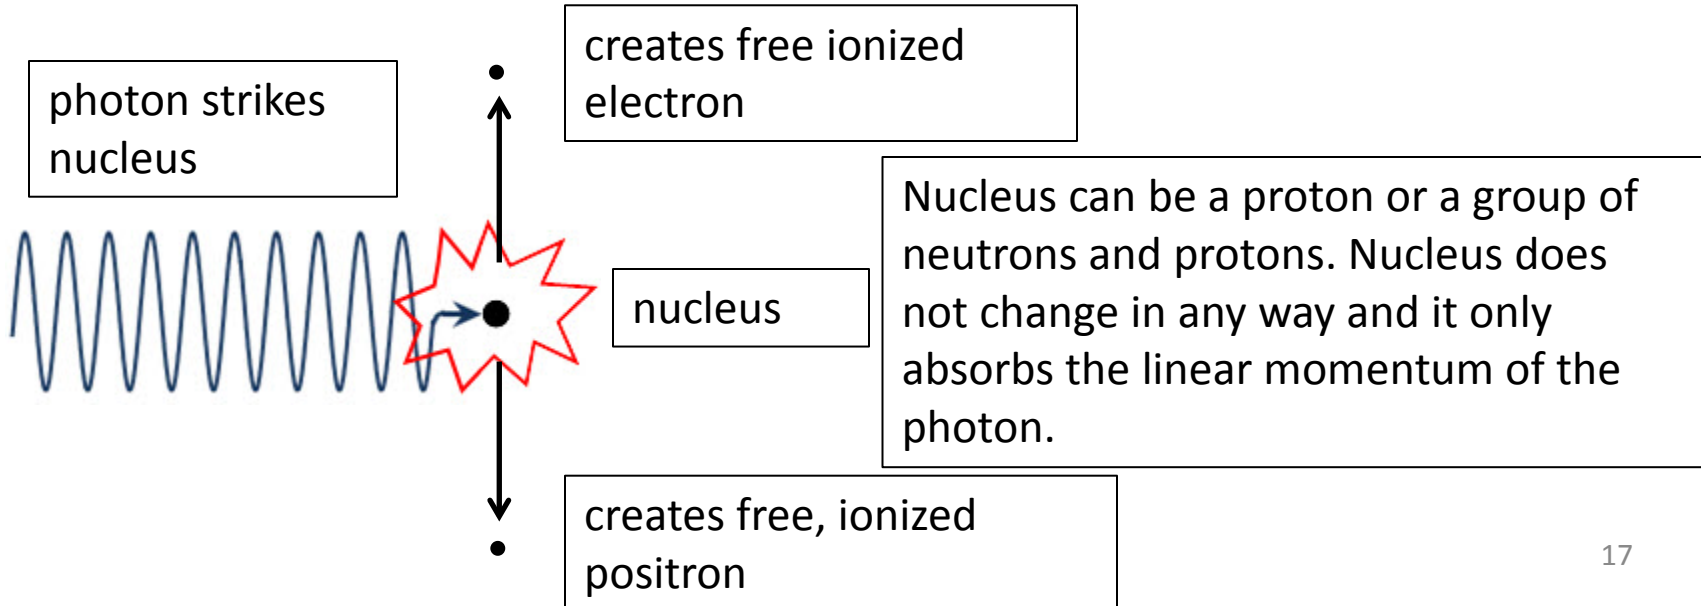 photon strikes
nucleus
creates free ionized
electron
nucleus
Nucleus can be a proton or a group of
neutrons and protons. Nucleus does
not change in any way and it only
absorbs the linear momentum of the
photon.
creates free, ionized
positron
17